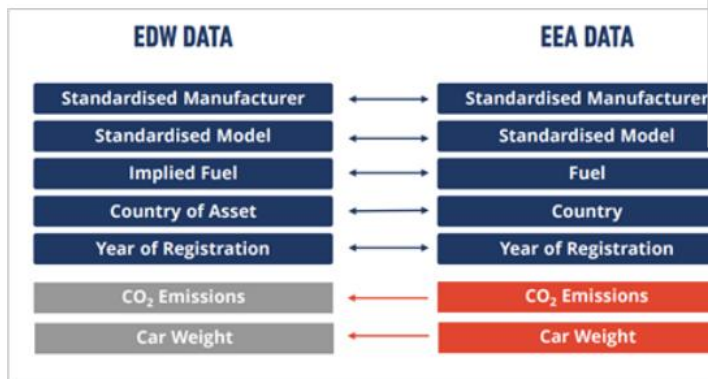 EDW DATA EEA DATA
Standardised Manufacturer Standardised Manufacturer
Standardised Model Standardised Model
Implied Fuel Fuel
Country of Asset Country
Year of Registration Year of Registration
CO₂ Emissions CO₂ Emissions
Car Weight Car Weight